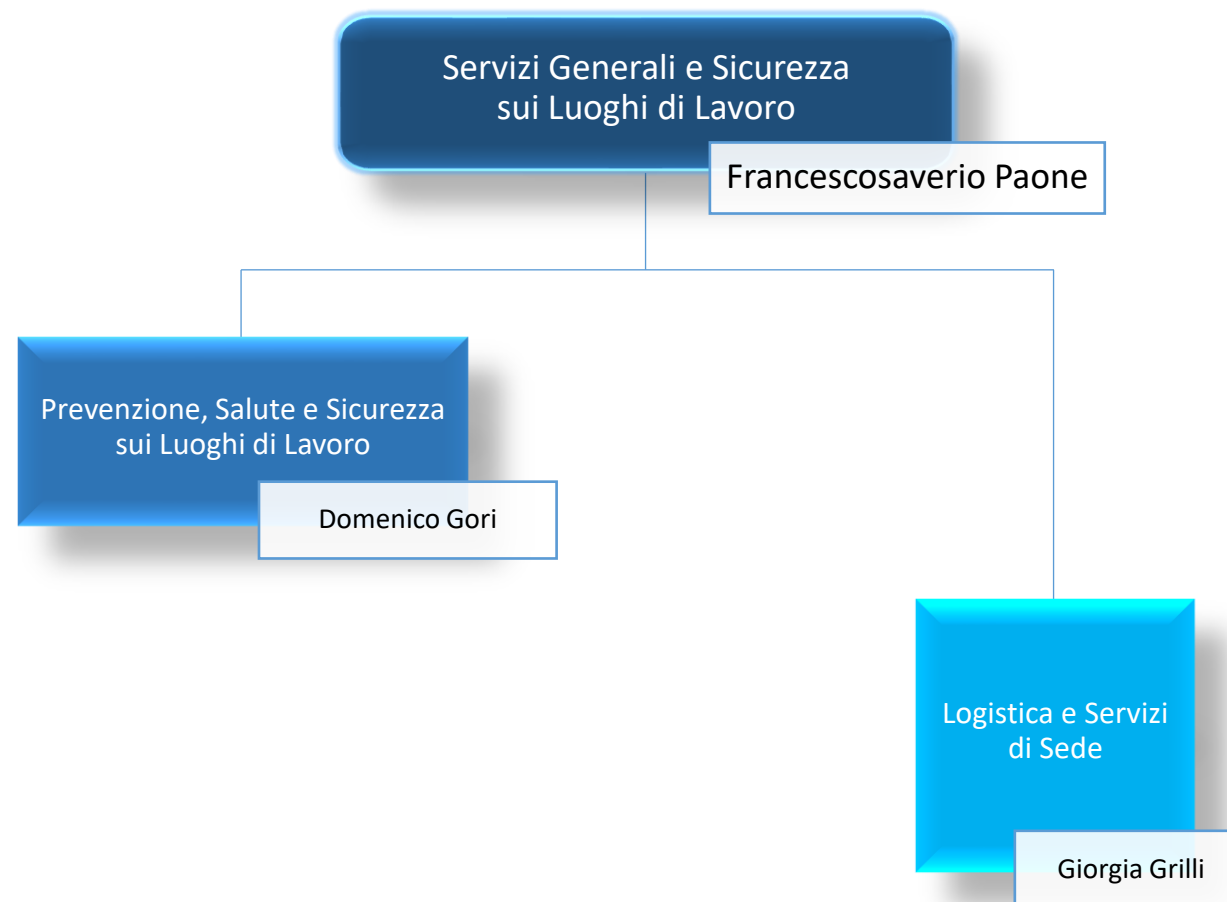 Servizi Generali e Sicurezza
sui Luoghi di Lavoro
Francescosaverio Paone
Prevenzione, Salute e Sicurezza
sui Luoghi di Lavoro
Domenico Gori
Logistica e Servizi
di Sede
Giorgia Grilli